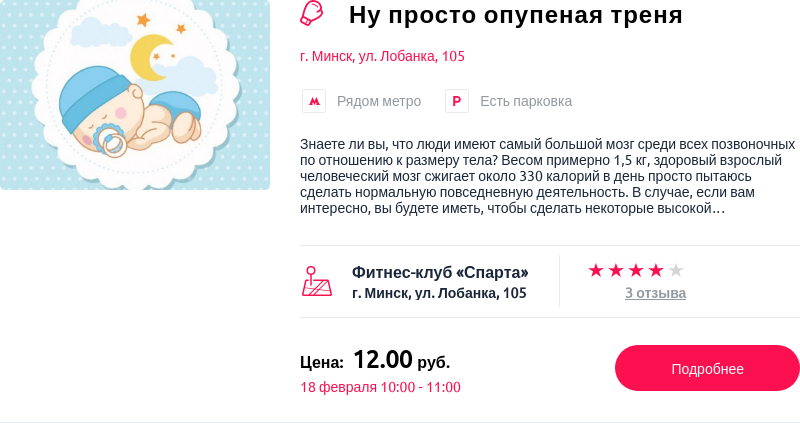 Ну просто опупеная треня
г. Минск, ул. Лобанка, 105
Рядом метро
Есть парковка
Знаете ли вы, что люди имеют самый большой мозг среди всех позвоночных
по отношению к размеру тела? Весом примерно 1,5 кг, здоровый взрослый
человеческий мозг сжигает около 330 калорий в день просто пытаюсь
сделать нормальную повседневную деятельность. В случае, если вам
интересно, вы будете иметь, чтобы сделать некоторые высокой...
Фитнес-клуб «Спарта»
г. Минск, ул. Лобанка, 105
3 отзыва
Цена: 12.00 руб.
18 февраля 10:00 - 11:00
Подробнее